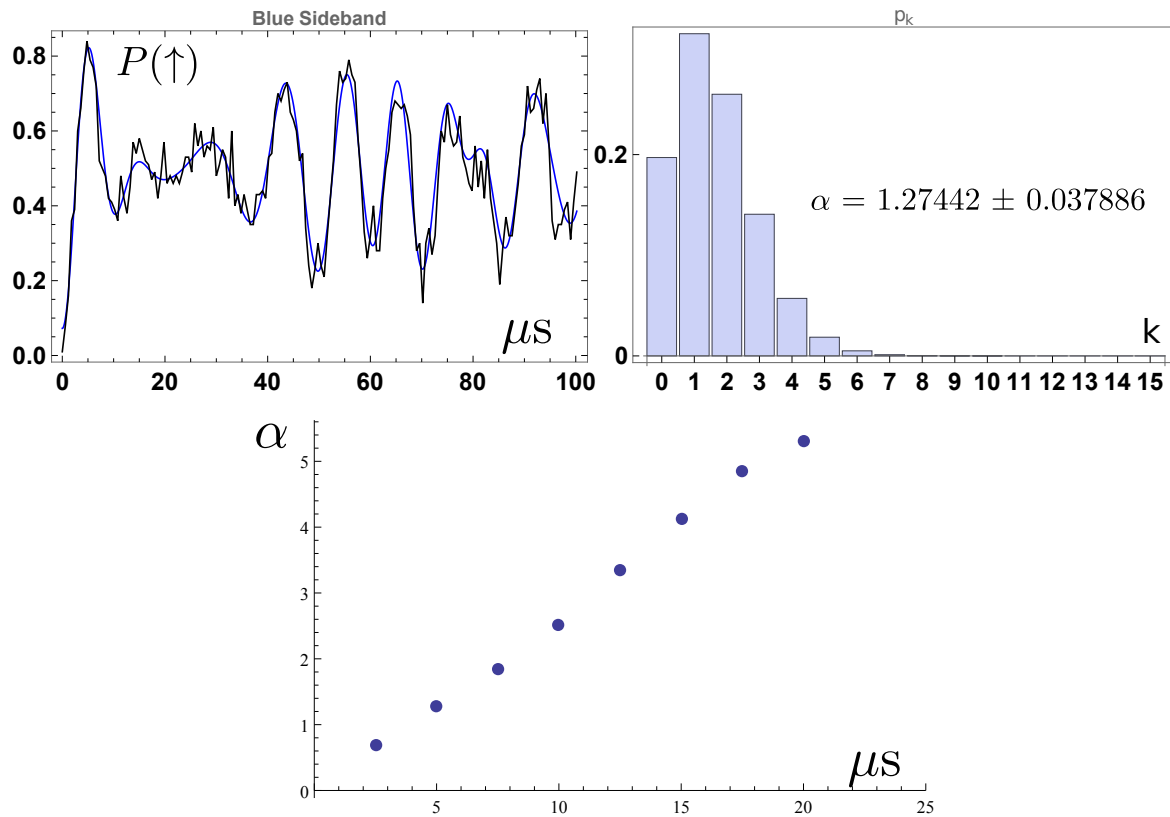 Blue Sideband
P(↑)
0.8
0.6
0.4
0.2
0.0
0 20 40 60 80 100
μs
p_k
0.2
0
α = 1.27442 ± 0.037886
k
0 1 2 3 4 5 6 7 8 9 10 11 12 13 14 15
α
5
4
3
2
1
0
5 10 15 20 25
μs